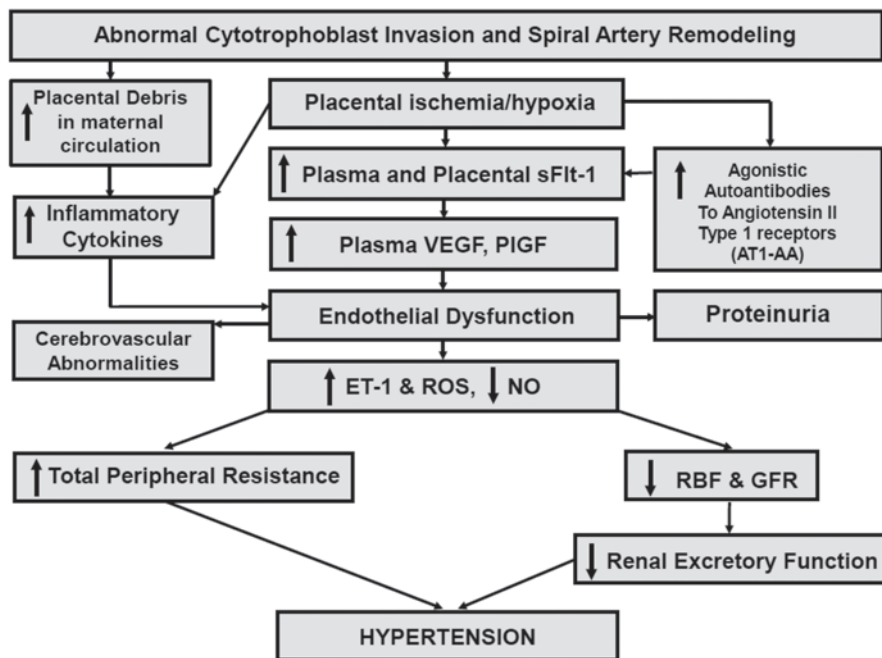 Abnormal Cytotrophoblast Invasion and Spiral Artery Remodeling
Placental Debris
in maternal
circulation
Placental ischemia/hypoxia
Plasma and Placental sFlt-1
Agonistic
Autoantibodies
To Angiotensin II
Type 1 receptors
(AT1-AA)
Inflammatory
Cytokines
Plasma VEGF, PIGF
Endothelial Dysfunction
Proteinuria
Cerebrovascular
Abnormalities
ET-1 & ROS, NO
Total Peripheral Resistance
RBF & GFR
Renal Excretory Function
HYPERTENSION